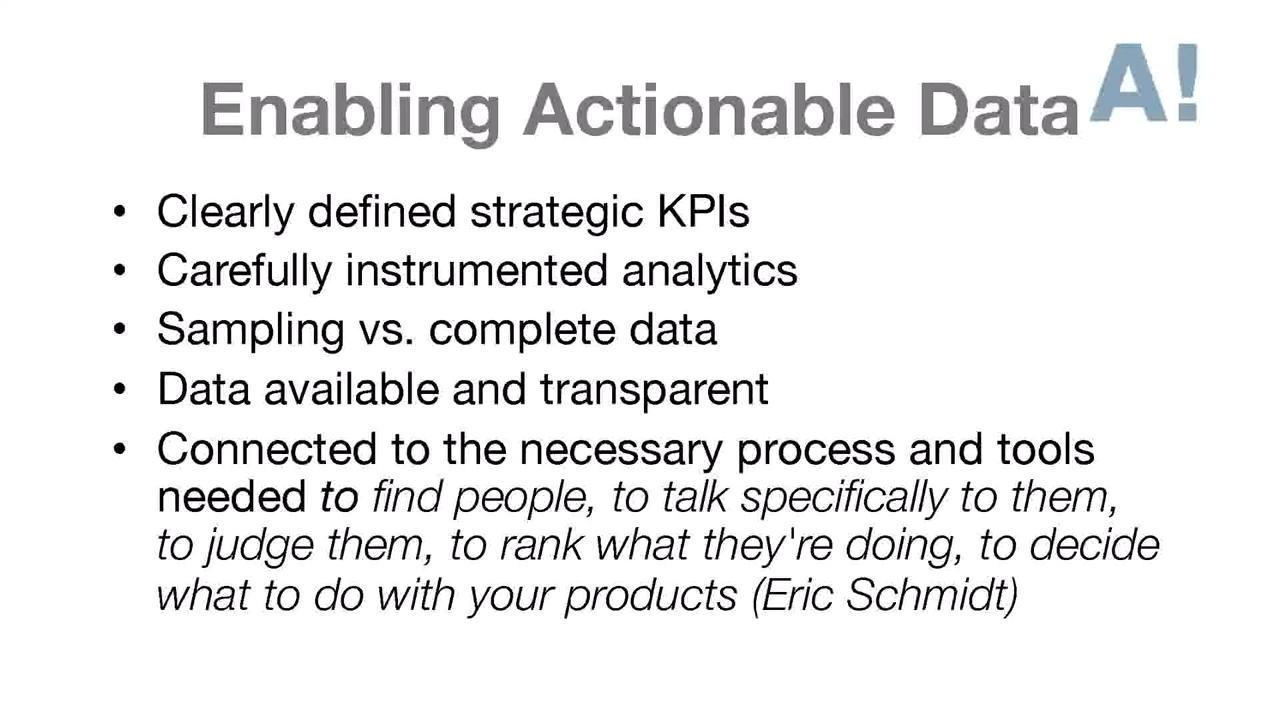 A!
Enabling Actionable Data
• Clearly defined strategic KPIs
• Carefully instrumented analytics
• Sampling vs. complete data
• Data available and transparent
• Connected to the necessary process and tools
needed to find people, to talk specifically to them,
to judge them, to rank what they're doing, to decide
what to do with your products (Eric Schmidt)